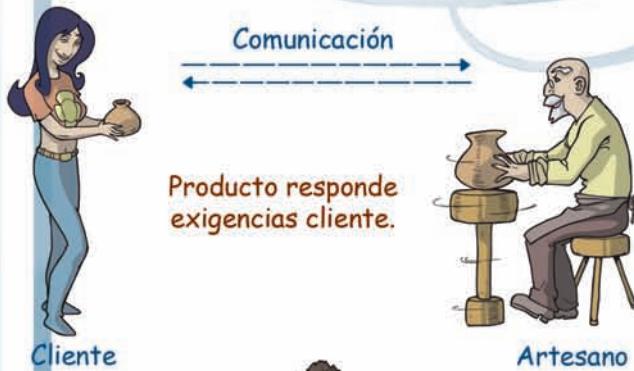 Comunicación
Producto responde
exigencias cliente.
Cliente
Artesano